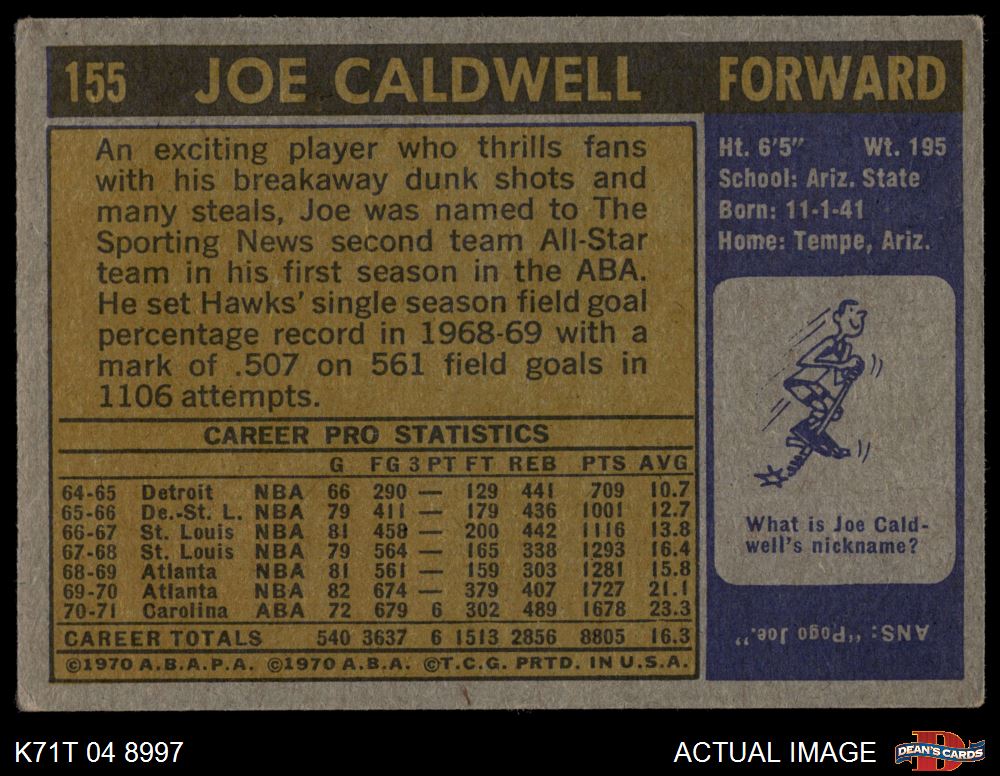 155 JOE CALDWELL FORWARD
An exciting player who thrills fans
with his breakaway dunk shots and
many steals, Joe was named to The
Sporting News second team All-Star
team in his first season in the ABA.
He set Hawks' single season field goal
percentage record in 1968-69 with a
mark of .507 on 561 field goals in
1106 attempts.
CAREER PRO STATISTICS
G FG 3 PT FT REB PTS AVG
64-65 Detroit NBA 66 290 — 129 441 709 10.7
65-66 De.-St. L. NBA 79 411 — 179 436 1001 12.7
66-67 St. Louis NBA 81 458 — 200 442 1116 13.8
67-68 St. Louis NBA 79 564 — 165 338 1293 16.4
68-69 Atlanta NBA 81 561 — 159 303 1281 15.8
69-70 Atlanta NBA 82 674 — 379 407 1727 21.1
70-71 Carolina ABA 72 679 6 302 489 1678 23.3
CAREER TOTALS 540 3637 6 1513 2856 8805 16.3
©1970 A.B.A.P.A. ©1970 A.B.A. ©T.C.G. PRTD. IN U.S.A.
Ht. 6'5" Wt. 195
School: Ariz. State
Born: 11-1-41
Home: Tempe, Ariz.
What is Joe Cald-
well's nickname?
ANS: "Pogo Joe."
K71T 04 8997
ACTUAL IMAGE
D
DEAN'S CARDS